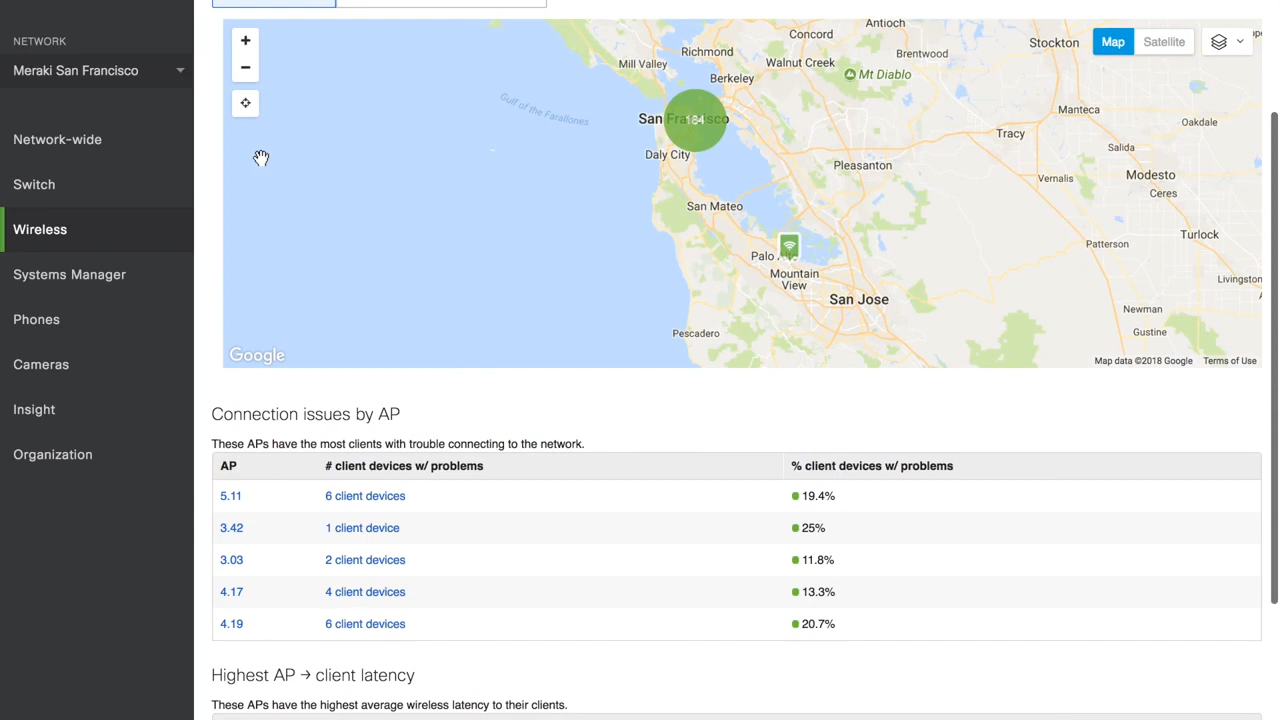 NETWORK
Meraki San Francisco
Network-wide
Switch
Wireless
Systems Manager
Phones
Cameras
Insight
Organization
Antioch
Concord
Stockton
Richmond
Brentwood
Mill Valley
Walnut Creek
Berkeley
Mt Diablo
Map
Satellite
Gulf of the Farallones
Manteca
San Francisco
184
Oakdale
Tracy
Salida
Daly City
Pleasanton
Modesto
Vernalis
Ceres
San Mateo
Turlock
Patterson
Palo Alto
Mountain
View
Livingston
San Jose
Newman
Gustine
Pescadero
Google
Map data ©2018 Google
Terms of Use
Connection issues by AP
These APs have the most clients with trouble connecting to the network.
AP # client devices w/ problems % client devices w/ problems
5.11 6 client devices 19.4%
3.42 1 client device 25%
3.03 2 client devices 11.8%
4.17 4 client devices 13.3%
4.19 6 client devices 20.7%
Highest AP → client latency
These APs have the highest average wireless latency to their clients.